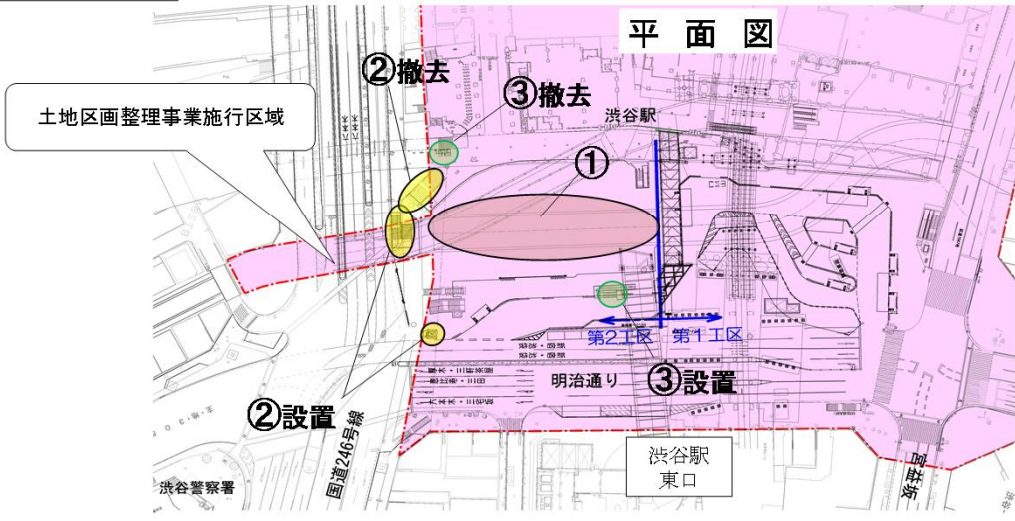 平面図
②撤去
③撤去
土地区画整理事業施行区域
渋谷駅
①
第2工区 第1工区
明治通り
③設置
②設置
国道246号線
渋谷駅
東口
宮益坂
渋谷警察署